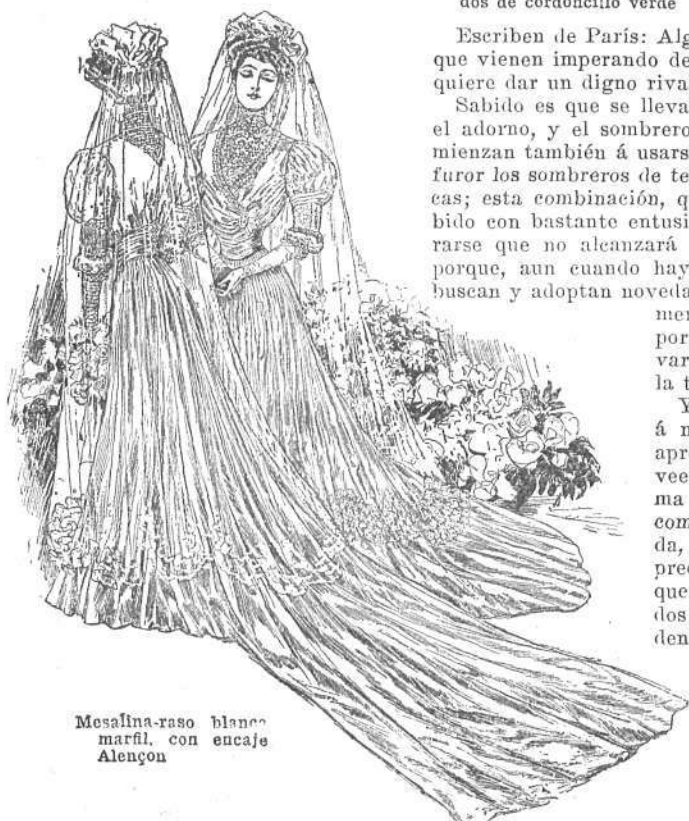 dos de cordoncillo verde
Escriben de París: Alg
que vienen imperando de
quiere dar un digno riva
Sabido es que se lleva
el adorno, y el sombrero
mienzan también á usars
furor los sombreros de te
cas; esta combinación, q
bido con bastante entusi
rarse que no alcanzará
porque, aun cuando hay
buscan y adoptan noveda
mer
por
var
la t
Y
á n
apre
vee
ma
com
da,
prec
que
dos
den
Mesalina-raso blanco
marfil, con encaje
Alençon